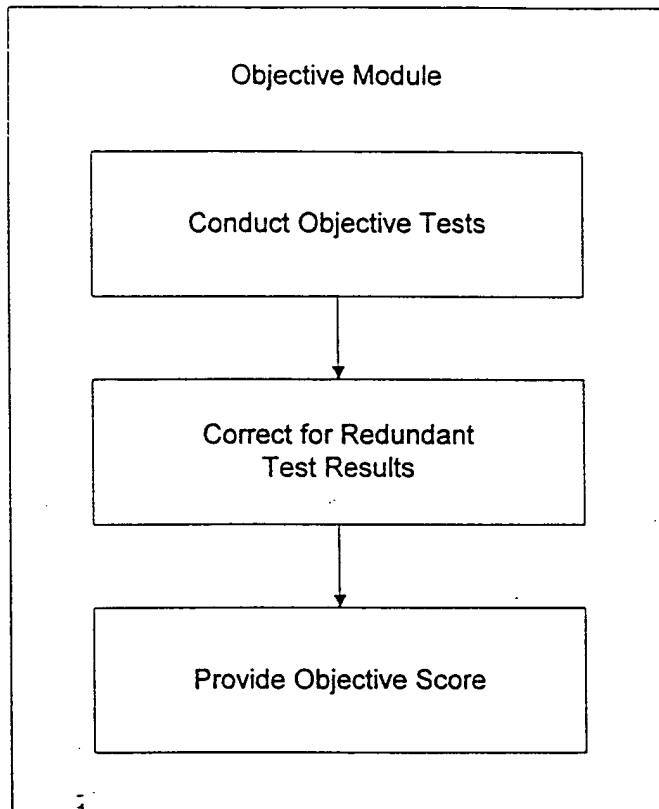 Objective Module
Conduct Objective Tests
Correct for Redundant
Test Results
Provide Objective Score